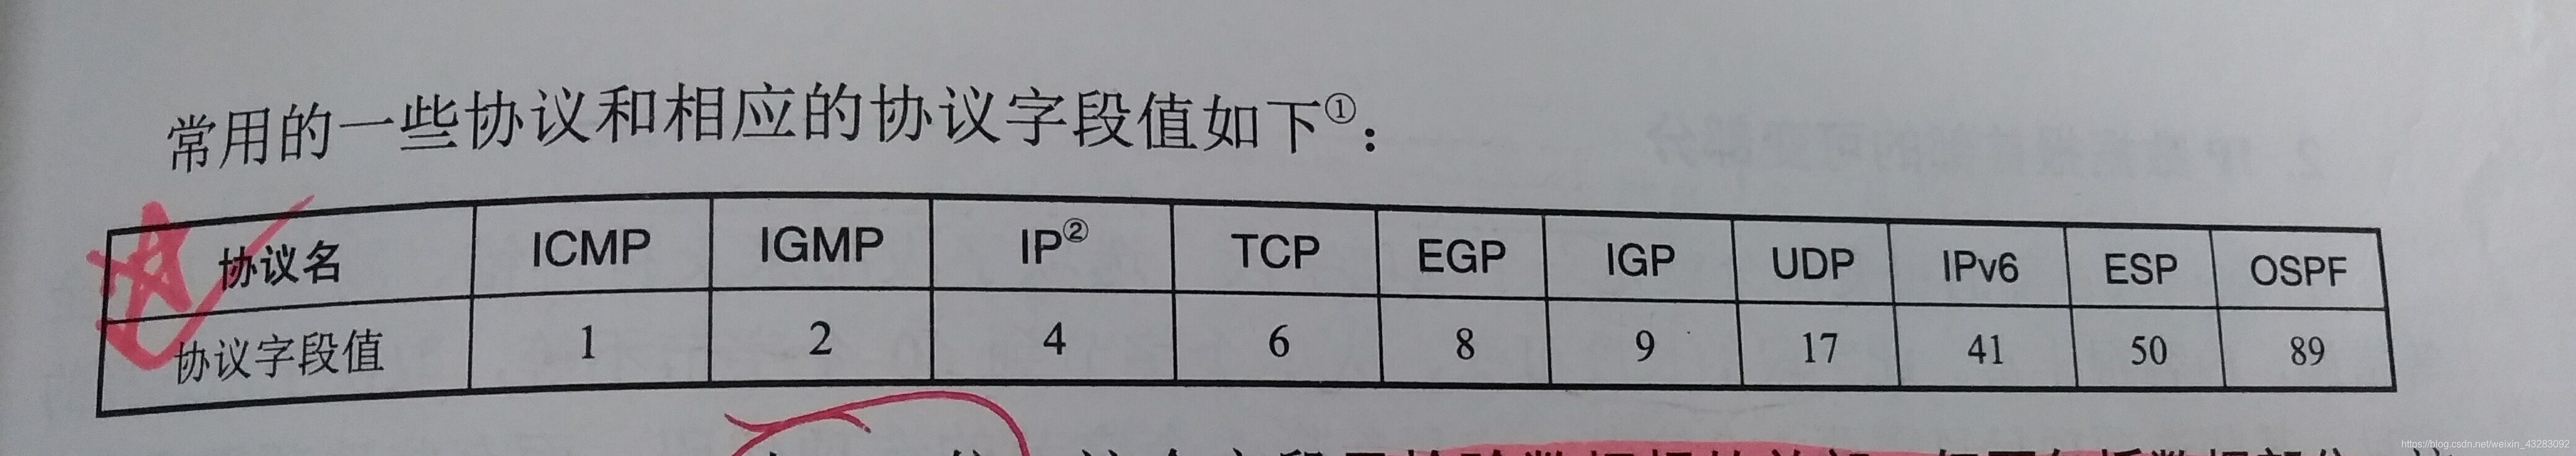 常用的一些协议和相应的协议字段值如下①：
协议名 ICMP IGMP IP② TCP EGP IGP UDP IPv6 ESP OSPF
协议字段值 1 2 4 6 8 9 17 41 50 89
https://blog.csdn.net/weixin_43283092